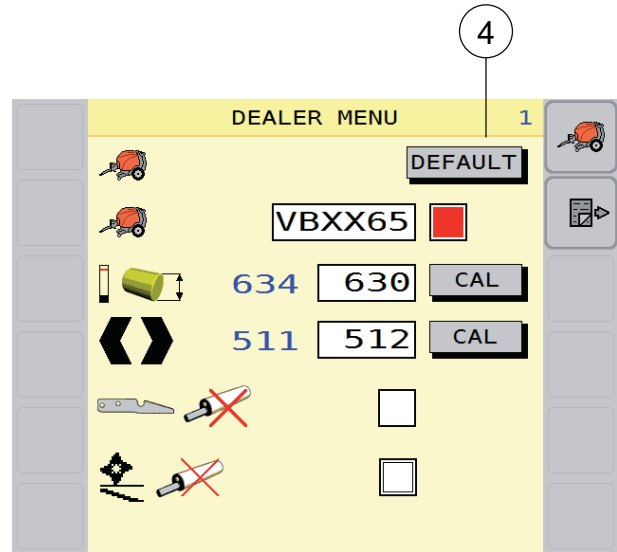 4
DEALER MENU 1
DEFAULT
VBXX65
634 630 CAL
511 512 CAL